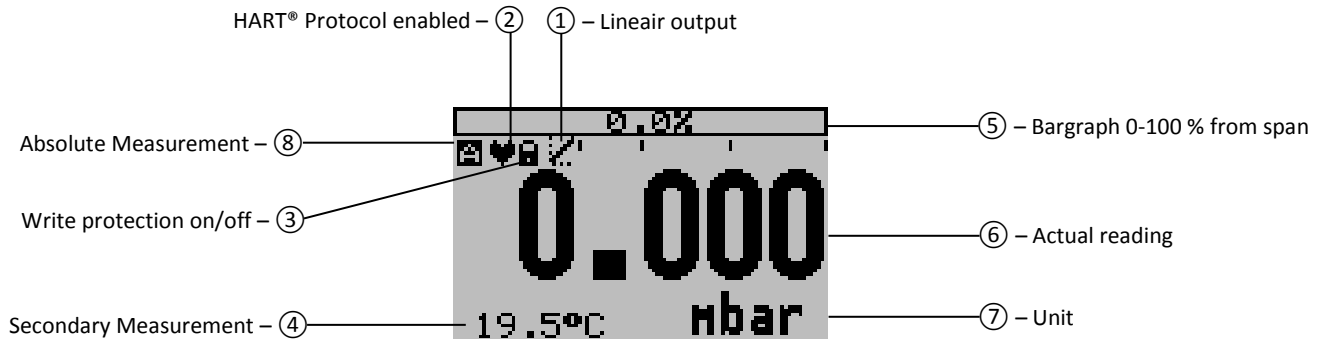 HART® Protocol enabled – ②
① – Lineair output
0.0%
Absolute Measurement – ⑧
⑤ – Bargraph 0-100 % from span
A
Write protection on/off – ③
0.000
⑥ – Actual reading
Secondary Measurement – ④
19.5°C
mbar
⑦ – Unit